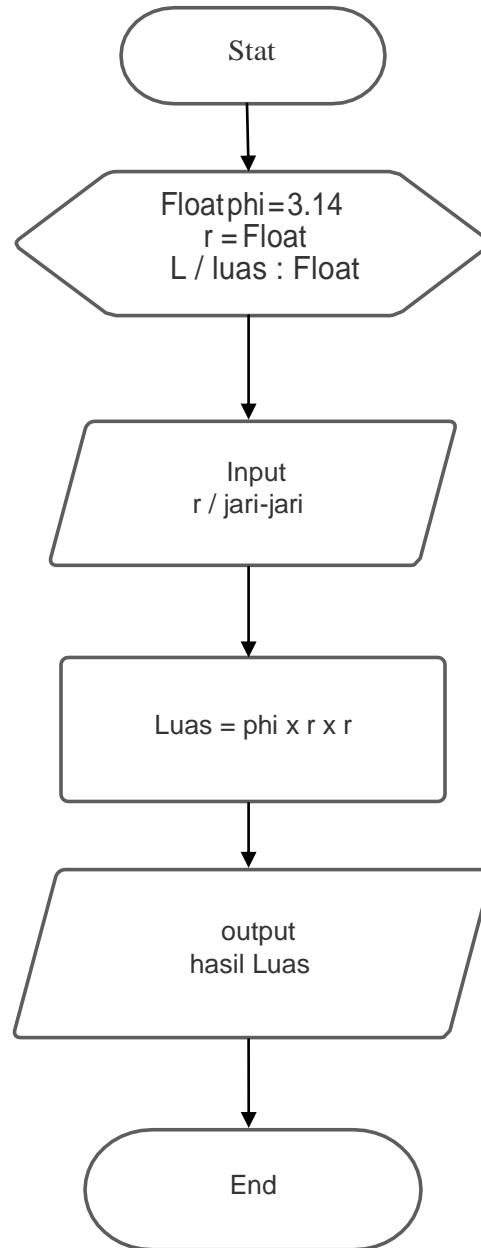 Stat
Floatphi=3.14
r = Float
L / luas : Float
Input
r / jari-jari
Luas = phi x r x r
output
hasil Luas
End